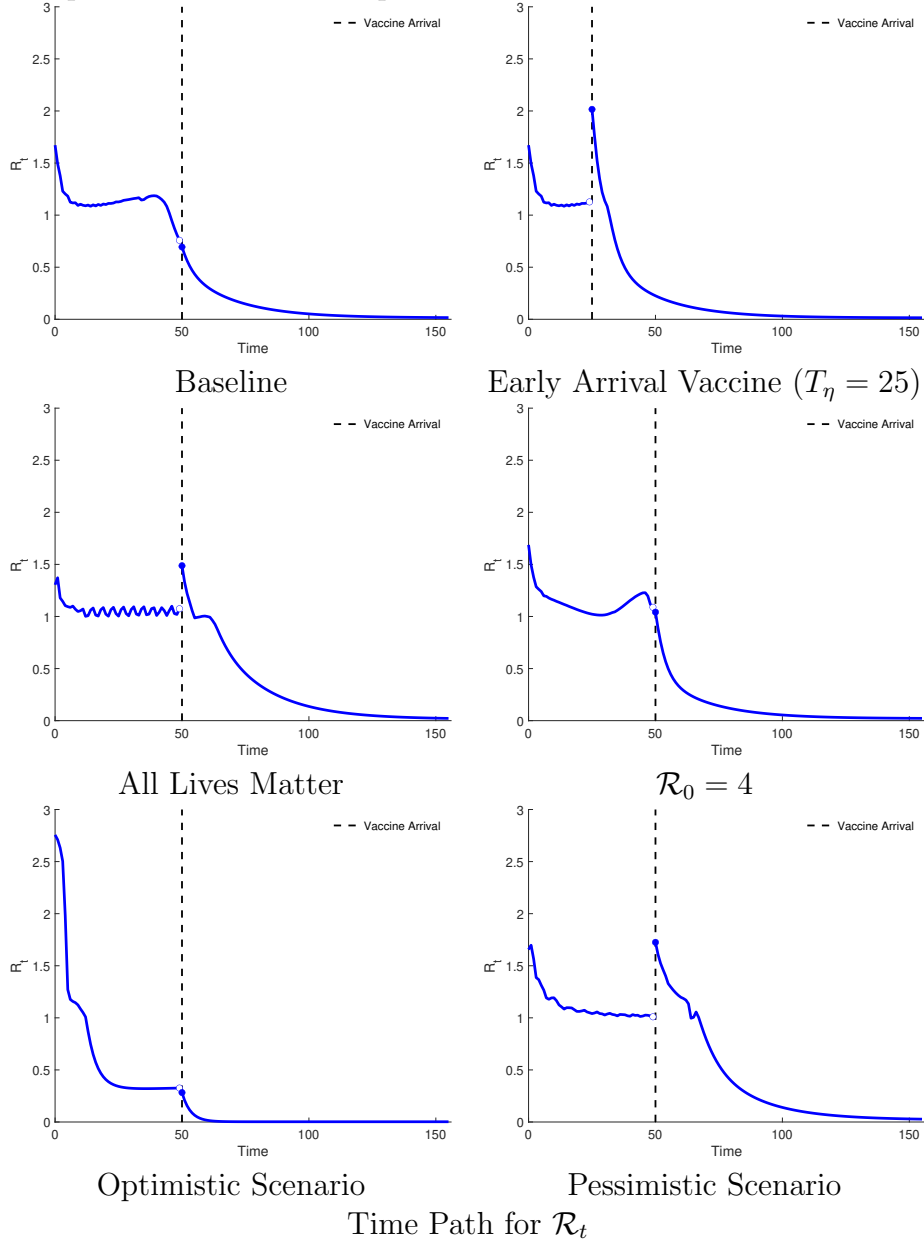 3
2.5
2
1.5
1
0.5
0
R_t
0 50 100 150
Time
Vaccine Arrival
Baseline
3
2.5
2
1.5
1
0.5
0
R_t
0 50 100 150
Time
Vaccine Arrival
Early Arrival Vaccine (T_η = 25)
3
2.5
2
1.5
1
0.5
0
R_t
0 50 100 150
Time
Vaccine Arrival
All Lives Matter
3
2.5
2
1.5
1
0.5
0
R_t
0 50 100 150
Time
Vaccine Arrival
R_0 = 4
3
2.5
2
1.5
1
0.5
0
R_t
0 50 100 150
Time
Vaccine Arrival
Optimistic Scenario
3
2.5
2
1.5
1
0.5
0
R_t
0 50 100 150
Time
Vaccine Arrival
Pessimistic Scenario
Time Path for R_t